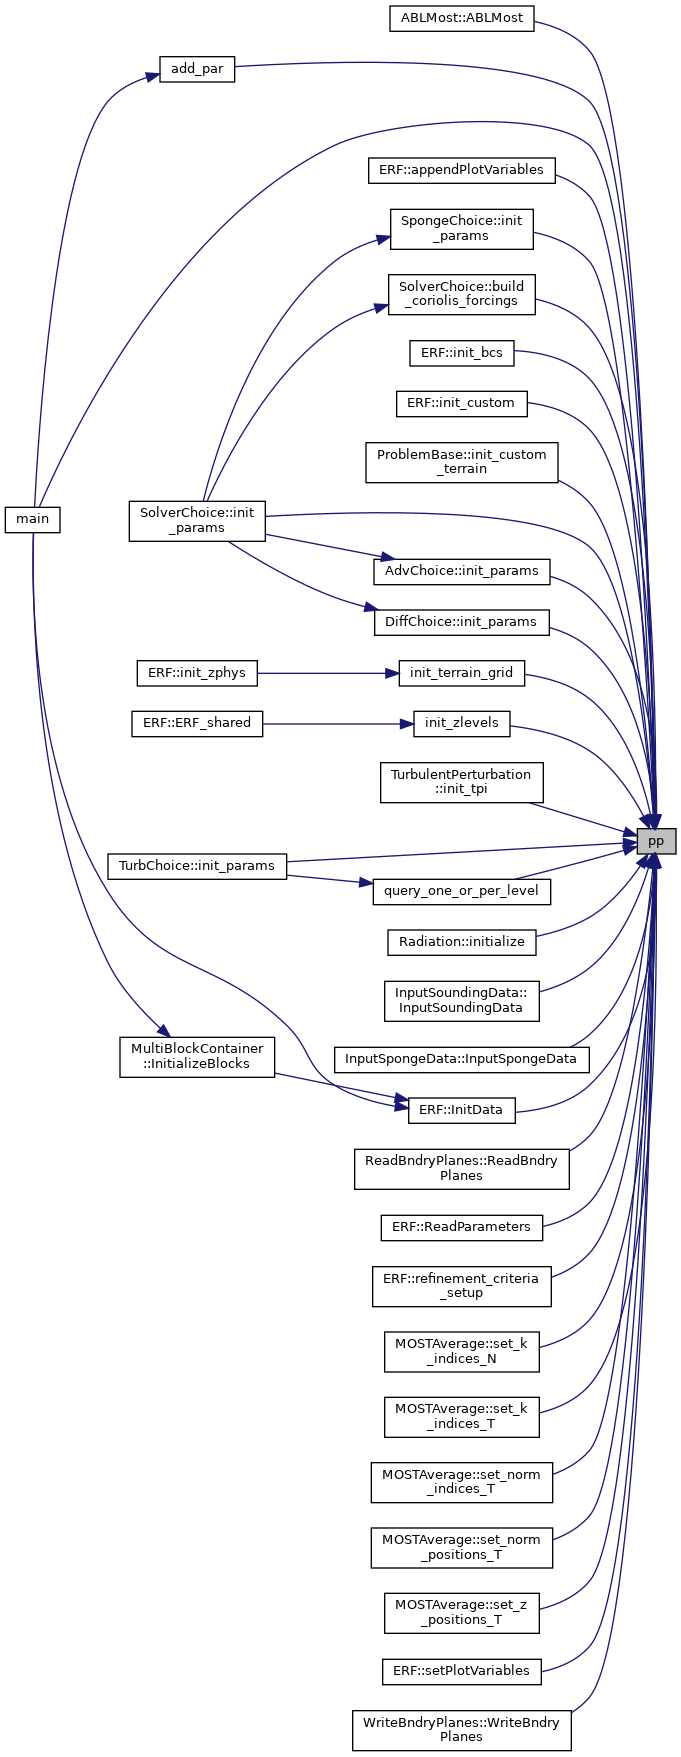 ABLMost::ABLMost
add_par
ERF::appendPlotVariables
SpongeChoice::init
_params
SolverChoice::build
_coriolis_forcings
ERF::init_bcs
ERF::init_custom
ProblemBase::init_custom
_terrain
main
SolverChoice::init
_params
AdvChoice::init_params
DiffChoice::init_params
ERF::init_zphys
init_terrain_grid
ERF::ERF_shared
init_zlevels
TurbulentPerturbation
::init_tpi
pp
TurbChoice::init_params
query_one_or_per_level
Radiation::initialize
InputSoundingData::
InputSoundingData
MultiBlockContainer
::InitializeBlocks
InputSpongeData::InputSpongeData
ERF::InitData
ReadBndryPlanes::ReadBndry
Planes
ERF::ReadParameters
ERF::refinement_criteria
_setup
MOSTAverage::set_k
_indices_N
MOSTAverage::set_k
_indices_T
MOSTAverage::set_norm
_indices_T
MOSTAverage::set_norm
_positions_T
MOSTAverage::set_z
_positions_T
ERF::setPlotVariables
WriteBndryPlanes::WriteBndry
Planes